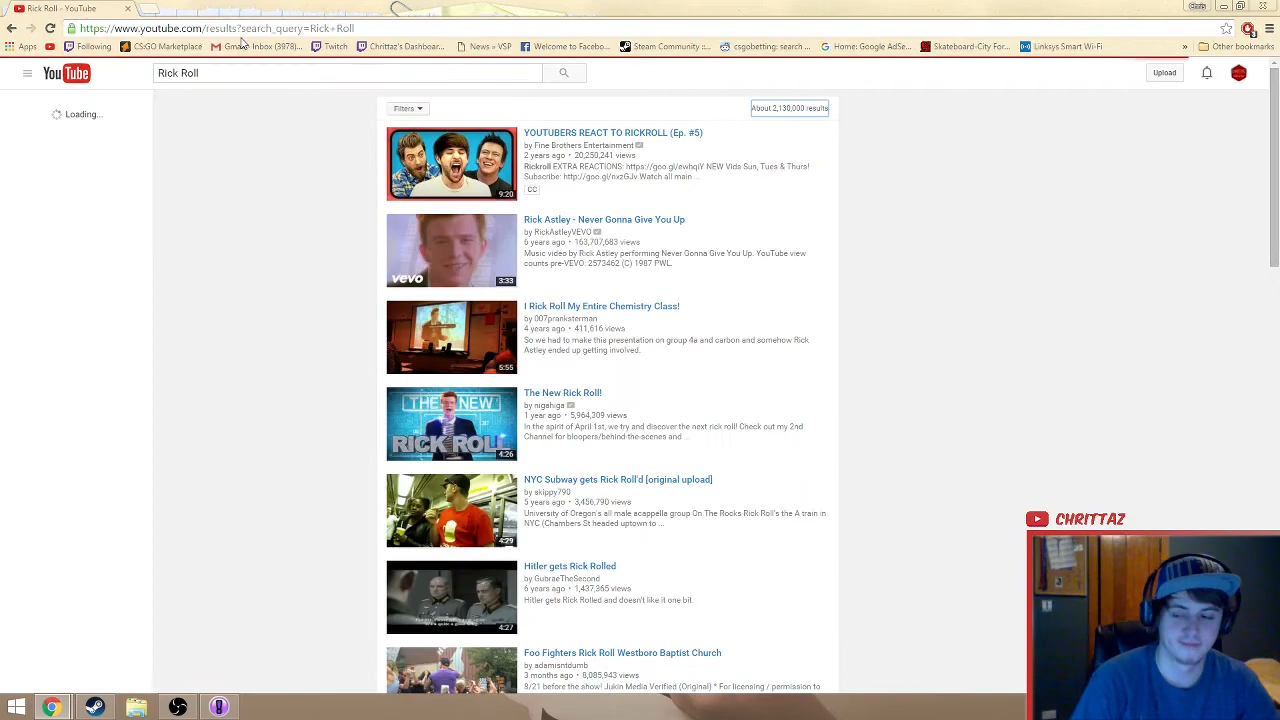 Rick Roll - YouTube
https://www.youtube.com/results?search_query=Rick+Roll
Apps Following CS:GO Marketplace Gmail Inbox (3978)... Twitch Chrittaz's Dashboar... News » VSP Welcome to Facebo... Steam Community ::... csgobetting: search ... Home: Google AdSe... Skateboard-City For... Linksys Smart Wi-Fi » Other bookmarks
YouTube Rick Roll Upload
Loading...
Filters About 2,130,000 results
YOUTUBERS REACT TO RICKROLL (Ep. #5)
by Fine Brothers Entertainment
2 years ago • 20,250,241 views
Rickroll EXTRA REACTIONS: https://goo.gl/ewhqiY NEW Vids Sun, Tues & Thurs!
Subscribe: http://goo.gl/nxzGJv Watch all main ...
CC
9:20
Rick Astley - Never Gonna Give You Up
by RickAstleyVEVO
6 years ago • 163,707,683 views
Music video by Rick Astley performing Never Gonna Give You Up. YouTube view
counts pre-VEVO: 2573462 (C) 1987 PWL.
vevo 3:33
I Rick Roll My Entire Chemistry Class!
by 007pranksterman
4 years ago • 411,616 views
So we had to make this presentation on group 4a and carbon and somehow Rick
Astley ended up getting involved.
5:55
The New Rick Roll!
by nigahiga
1 year ago • 5,964,309 views
In the spirit of April 1st, we try and discover the next rick roll! Check out my 2nd
Channel for bloopers/behind-the-scenes and ...
THE NEW
RICK ROLL
4:26
NYC Subway gets Rick Roll'd [original upload]
by skippy790
5 years ago • 3,456,790 views
University of Oregon's all male acappella group On The Rocks Rick Roll's the A train in
NYC (Chambers St headed uptown to ...
4:29
CHRITTAZ
Hitler gets Rick Rolled
by GubraeTheSecond
6 years ago • 1,437,365 views
Hitler gets Rick Rolled and doesn't like it one bit.
4:27
Foo Fighters Rick Roll Westboro Baptist Church
by adamisntdumb
3 months ago • 8,085,943 views
8/21 before the show! Jukin Media Verified (Original) * For licensing / permission to